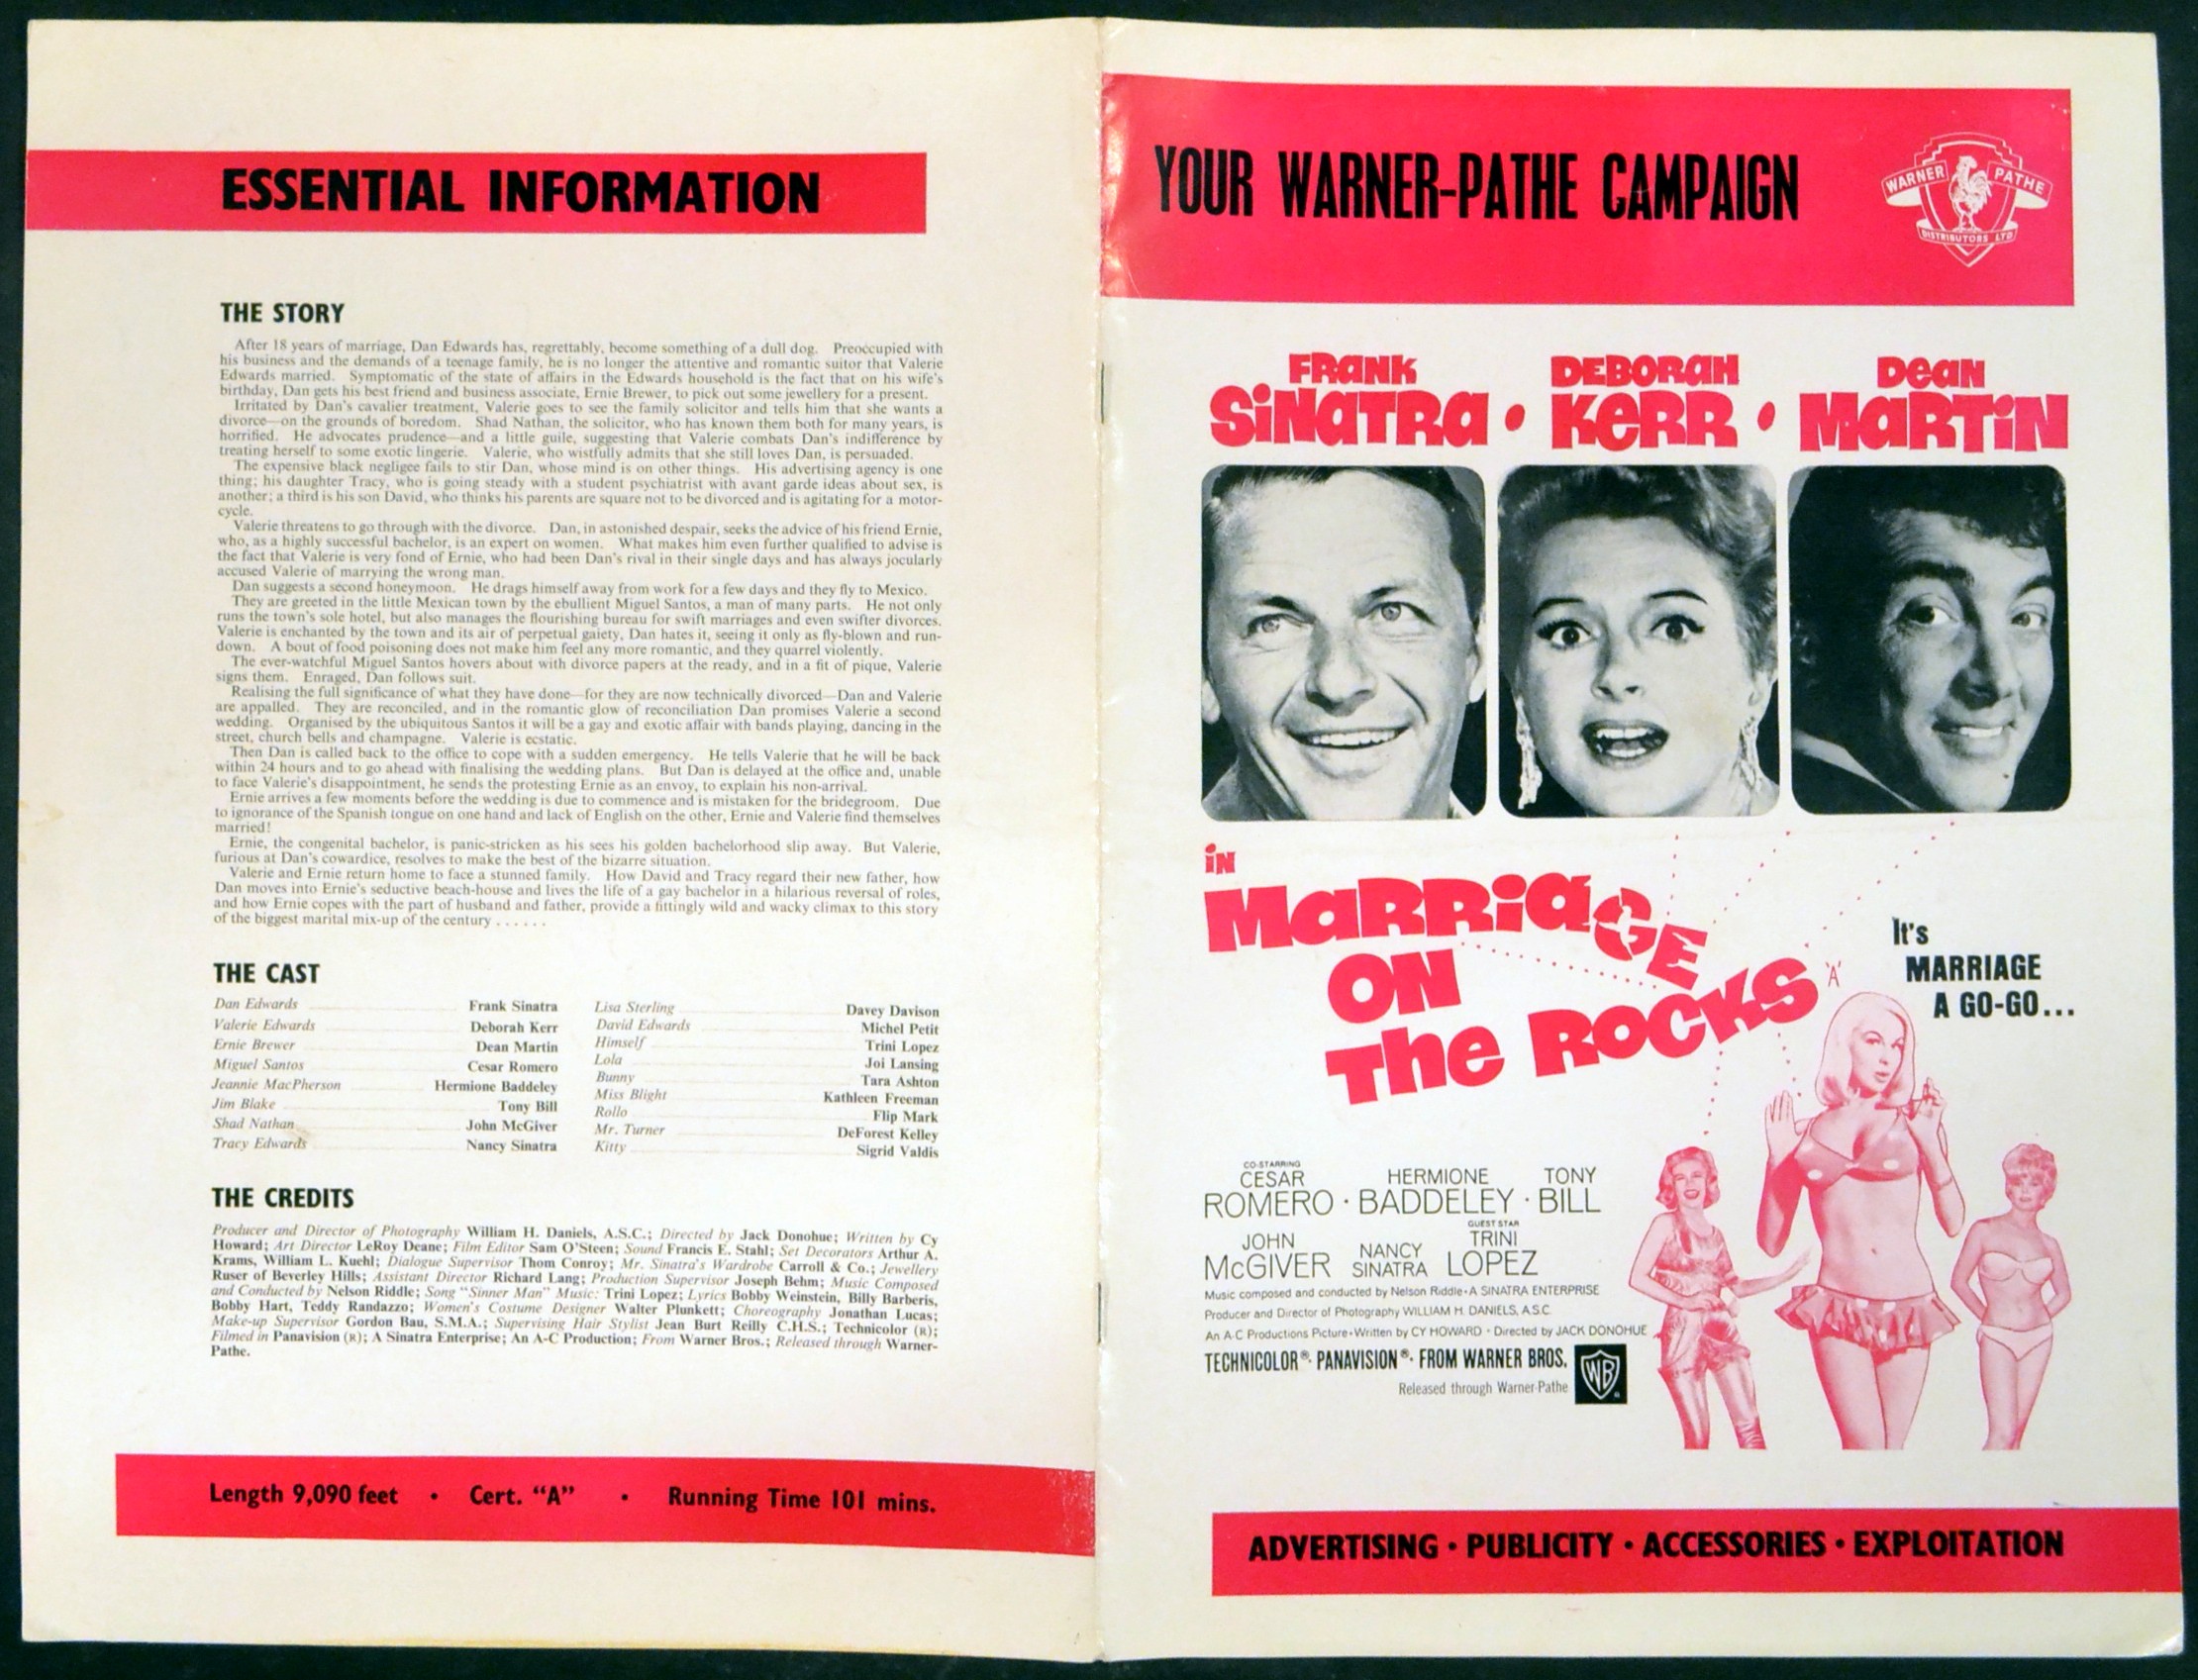 ESSENTIAL INFORMATION
THE STORY
After 18 years of marriage, Dan Edwards has, regrettably, become something of a dull dog. Preoccupied with
his business and the demands of a teenage family, he is no longer the attentive and romantic suitor that Valerie
Edwards married. Symptomatic of the state of affairs in the Edwards household is the fact that on his wife's
birthday, Dan gets his best friend and business associate, Ernie Brewer, to pick out some jewellery for a present.
Irritated by Dan's cavalier treatment, Valerie goes to see the family solicitor and tells him that she wants a
divorce—on the grounds of boredom. Shad Nathan, the solicitor, who has known them both for many years, is
horrified. He advocates prudence—and a little guile, suggesting that Valerie combats Dan's indifference by
treating herself to some exotic lingerie. Valerie, who wistfully admits that she still loves Dan, is persuaded.
The expensive black negligee fails to stir Dan, whose mind is on other things. His advertising agency is one
thing; his daughter Tracy, who is going steady with a student psychiatrist with avant garde ideas about sex, is
another; a third is his son David, who thinks his parents are square not to be divorced and is agitating for a motor-
cycle.
Valerie threatens to go through with the divorce. Dan, in astonished despair, seeks the advice of his friend Ernie,
who, as a highly successful bachelor, is an expert on women. What makes him even further qualified to advise is
the fact that Valerie is very fond of Ernie, who had been Dan's rival in their single days and has always jocularly
accused Valerie of marrying the wrong man.
Dan suggests a second honeymoon. He drags himself away from work for a few days and they fly to Mexico.
They are greeted in the little Mexican town by the ebullient Miguel Santos, a man of many parts. He not only
runs the town's sole hotel, but also manages the flourishing bureau for swift marriages and even swifter divorces.
Valerie is enchanted by the town and its air of perpetual gaiety, Dan hates it, seeing it only as fly-blown and run-
down. A bout of food poisoning does not make him feel any more romantic, and they quarrel violently.
The ever-watchful Miguel Santos hovers about with divorce papers at the ready, and in a fit of pique, Valerie
signs them. Enraged, Dan follows suit.
Realising the full significance of what they have done—for they are now technically divorced—Dan and Valerie
are appalled. They are reconciled, and in the romantic glow of reconciliation Dan promises Valerie a second
wedding. Organised by the ubiquitous Santos it will be a gay and exotic affair with bands playing, dancing in the
street, church bells and champagne. Valerie is ecstatic.
Then Dan is called back to the office to cope with a sudden emergency. He tells Valerie that he will be back
within 24 hours and to go ahead with finalising the wedding plans. But Dan is delayed at the office and, unable
to face Valerie's disappointment, he sends the protesting Ernie as an envoy, to explain his non-arrival.
Ernie arrives a few moments before the wedding is due to commence and is mistaken for the bridegroom. Due
to ignorance of the Spanish tongue on one hand and lack of English on the other, Ernie and Valerie find themselves
married!
Ernie, the congenital bachelor, is panic-stricken as his sees his golden bachelorhood slip away. But Valerie,
furious at Dan's cowardice, resolves to make the best of the bizarre situation.
Valerie and Ernie return home to face a stunned family. How David and Tracy regard their new father, how
Dan moves into Ernie's seductive beach-house and lives the life of a gay bachelor in a hilarious reversal of roles,
and how Ernie copes with the part of husband and father, provide a fittingly wild and wacky climax to this story
of the biggest marital mix-up of the century . . . . . .
THE CAST
Dan Edwards Frank Sinatra
Valerie Edwards Deborah Kerr
Ernie Brewer Dean Martin
Miguel Santos Cesar Romero
Jeannie MacPherson Hermione Baddeley
Jim Blake Tony Bill
Shad Nathan John McGiver
Tracy Edwards Nancy Sinatra
Lisa Sterling Davey Davison
David Edwards Michel Petit
Himself Trini Lopez
Lola Joi Lansing
Bunny Tara Ashton
Miss Blight Kathleen Freeman
Rollo Flip Mark
Mr. Turner DeForest Kelley
Kitty Sigrid Valdis
THE CREDITS
Producer and Director of Photography William H. Daniels, A.S.C.; Directed by Jack Donohue; Written by Cy
Howard; Art Director LeRoy Deane; Film Editor Sam O'Steen; Sound Francis E. Stahl; Set Decorators Arthur A.
Krams, William L. Kuehl; Dialogue Supervisor Thom Conroy; Mr. Sinatra's Wardrobe Carroll & Co.; Jewellery
Ruser of Beverley Hills; Assistant Director Richard Lang; Production Supervisor Joseph Behm; Music Composed
and Conducted by Nelson Riddle; Song "Sinner Man" Music: Trini Lopez; Lyrics Bobby Weinstein, Billy Barberis,
Bobby Hart, Teddy Randazzo; Women's Costume Designer Walter Plunkett; Choreography Jonathan Lucas;
Make-up Supervisor Gordon Bau, S.M.A.; Supervising Hair Stylist Jean Burt Reilly C.H.S.; Technicolor (R);
Filmed in Panavision (R); A Sinatra Enterprise; An A-C Production; From Warner Bros.; Released through Warner-
Pathe.
Length 9,090 feet • Cert. "A" • Running Time 101 mins.
YOUR WARNER-PATHE CAMPAIGN
WARNER PATHE
DISTRIBUTORS LTD
FRANK SINATRA • DEBORAH KERR • DEAN MARTIN
IN
MARRIAGE
ON
THE ROCKS 'A'
It's
MARRIAGE
A GO-GO...
CO-STARRING
CESAR ROMERO · HERMIONE BADDELEY · TONY BILL
JOHN McGIVER NANCY SINATRA GUEST STAR TRINI LOPEZ
Music composed and conducted by Nelson Riddle • A SINATRA ENTERPRISE
Producer and Director of Photography WILLIAM H. DANIELS, A.S.C.
An A-C Productions Picture • Written by CY HOWARD • Directed by JACK DONOHUE
TECHNICOLOR® • PANAVISION® • FROM WARNER BROS. WB
Released through Warner-Pathe
ADVERTISING • PUBLICITY • ACCESSORIES • EXPLOITATION